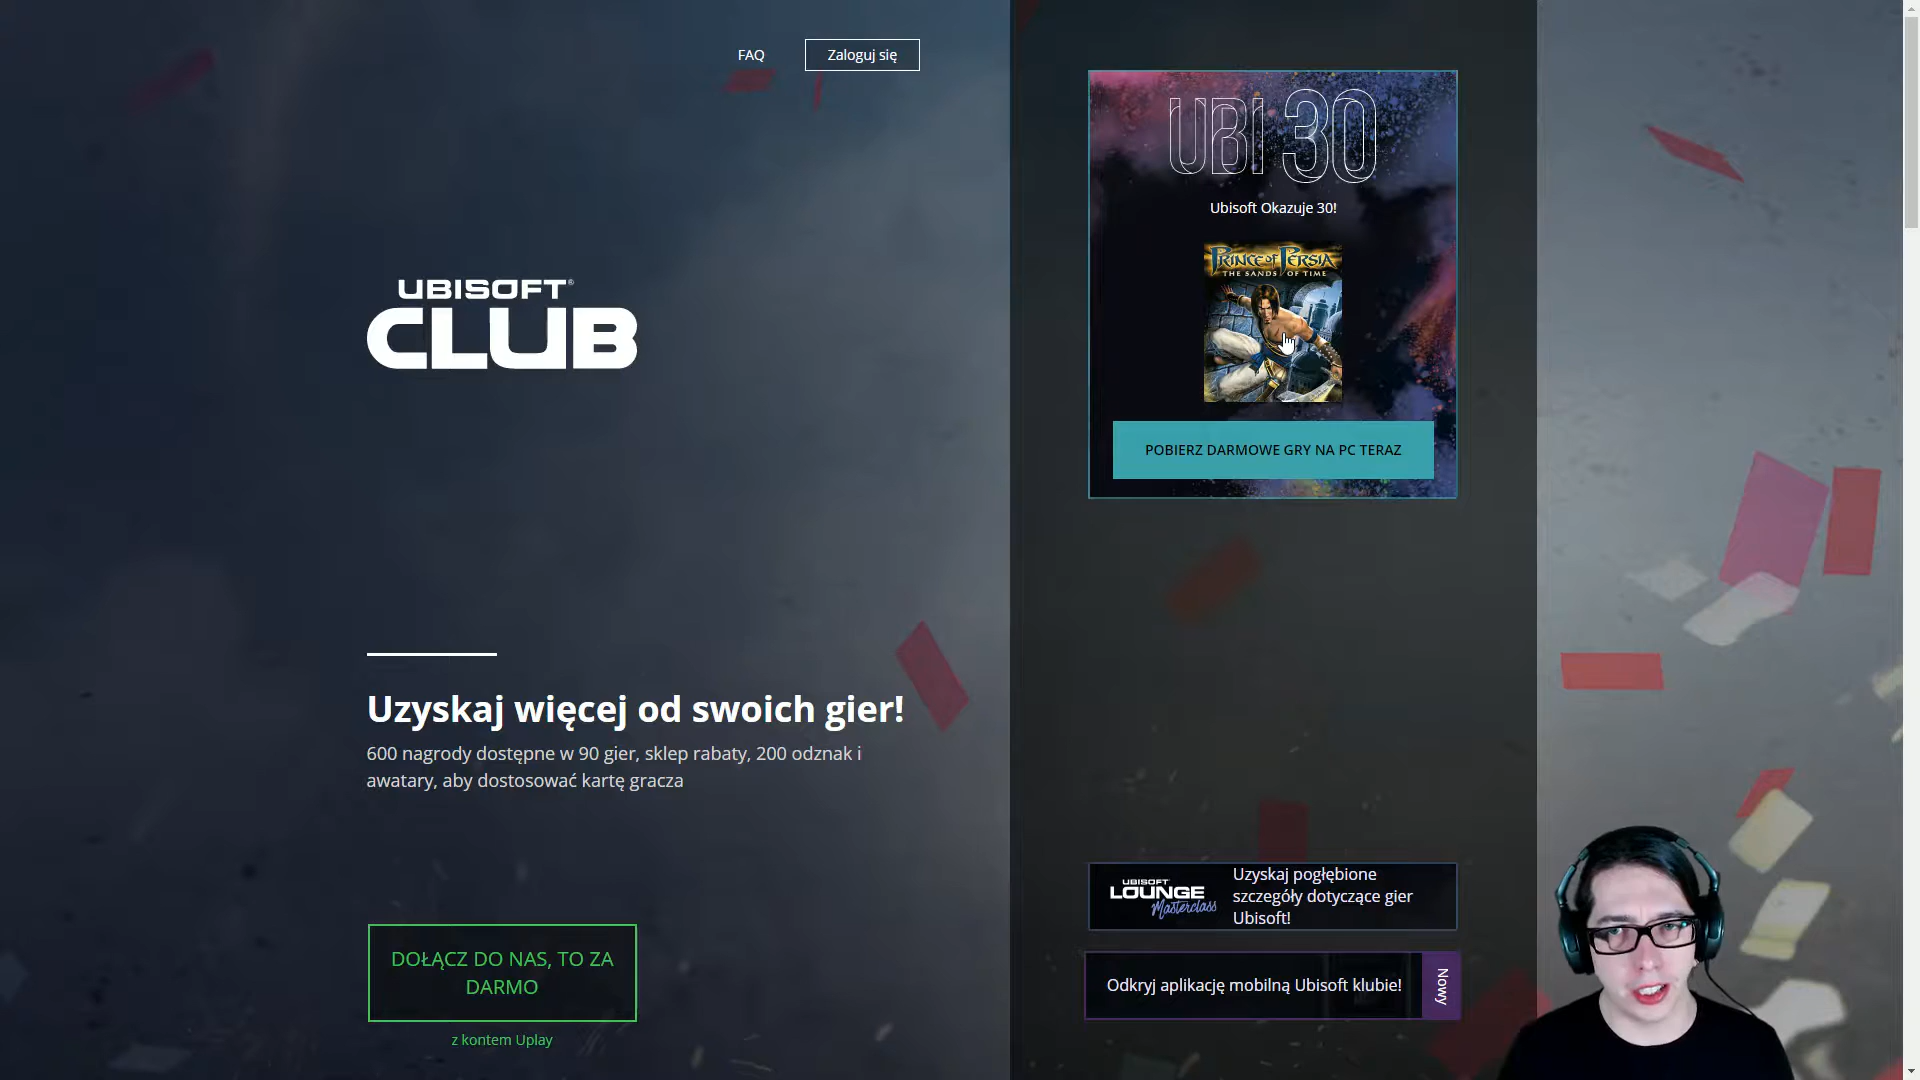 FAQ
Zaloguj się
UBISOFT
CLUB
Uzyskaj więcej od swoich gier!
600 nagrody dostępne w 90 gier, sklep rabaty, 200 odznak i
awatary, aby dostosować kartę gracza
DOŁĄCZ DO NAS, TO ZA
DARMO
z kontem Uplay
UBI 30
Ubisoft Okazuje 30!
PRINCE OF PERSIA
THE SANDS OF TIME
POBIERZ DARMOWE GRY NA PC TERAZ
UBISOFT
LOUNGE
Masterclass
Uzyskaj pogłębione
szczegóły dotyczące gier
Ubisoft!
Odkryj aplikację mobilną Ubisoft klubie!
Nowy